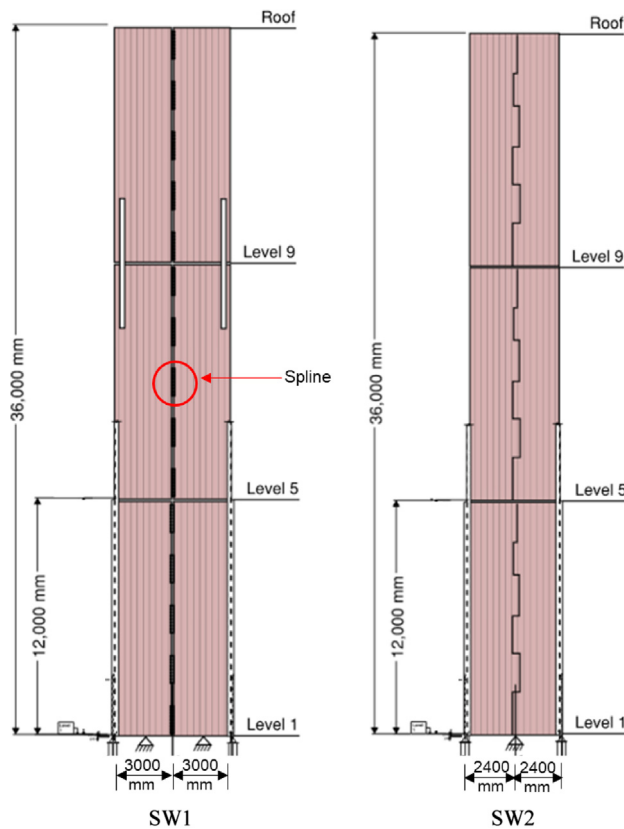 Roof
Level 9
36,000 mm
Spline
Level 5
12,000 mm
Level 1
3000
mm
3000
mm
SW1
Roof
Level 9
36,000 mm
Level 5
12,000 mm
Level 1
2400
mm
2400
mm
SW2